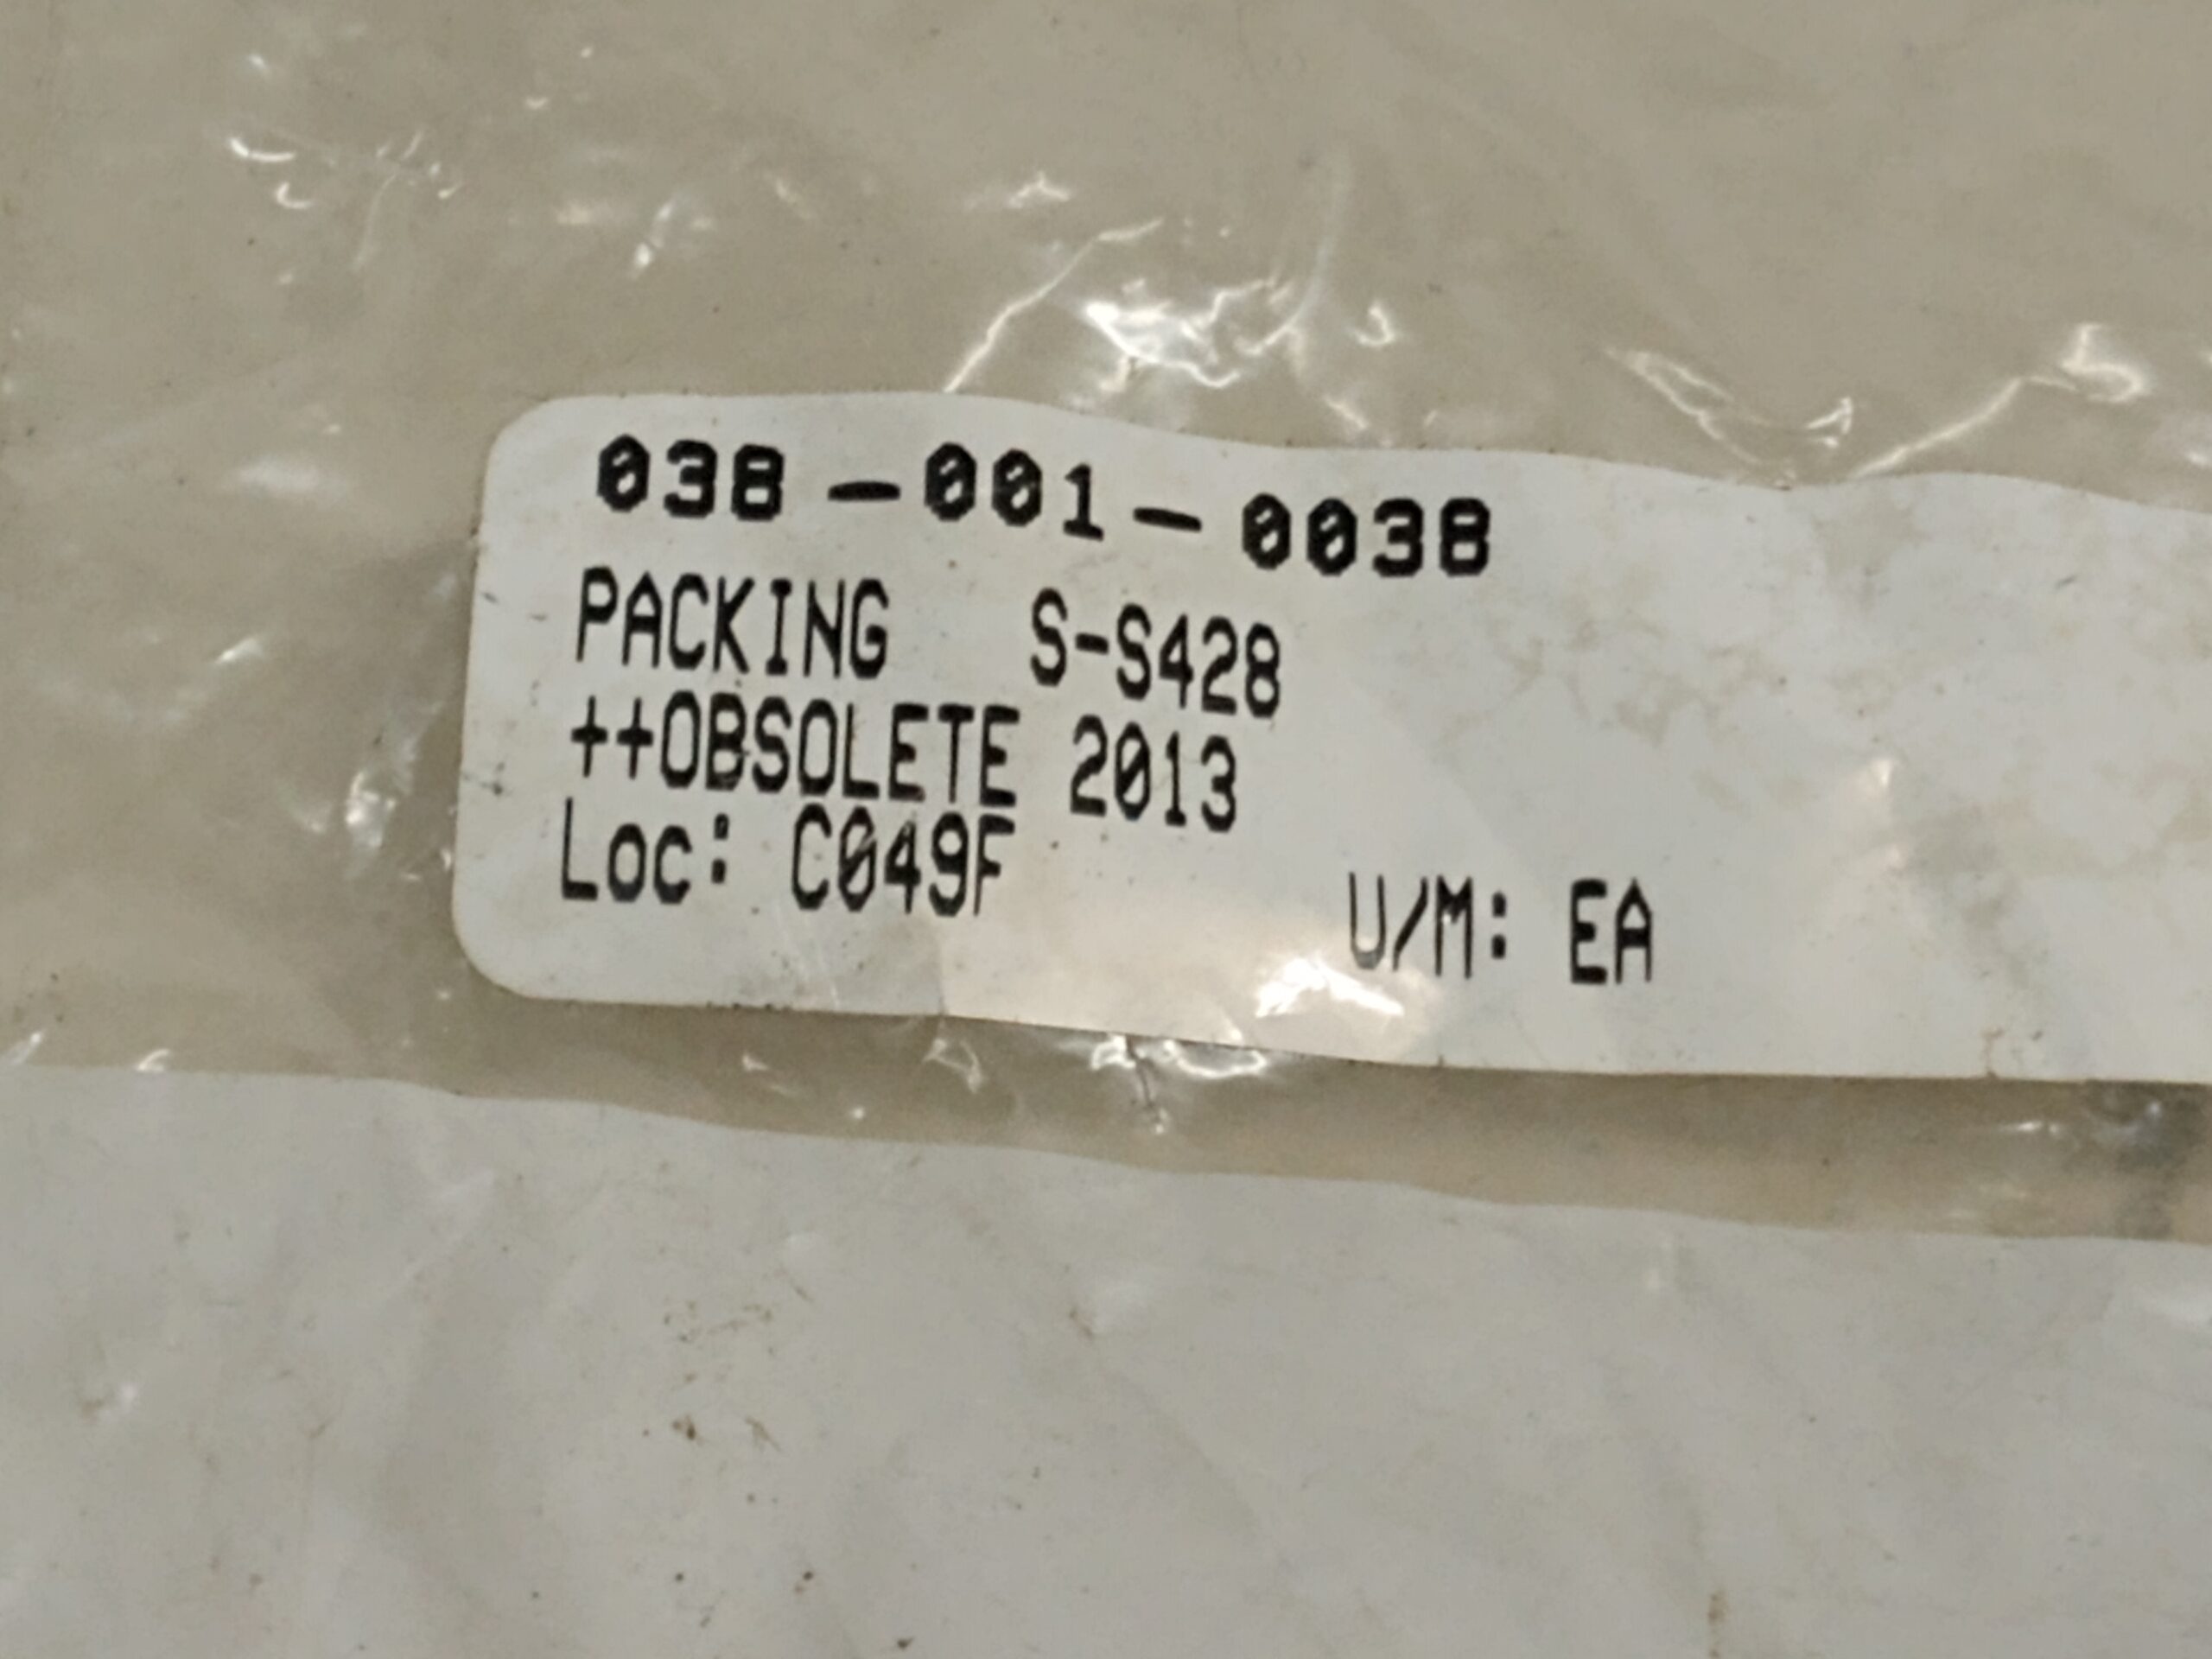 038-001-0038
PACKING S-S428
++OBSOLETE 2013
Loc: C049F
U/M: EA